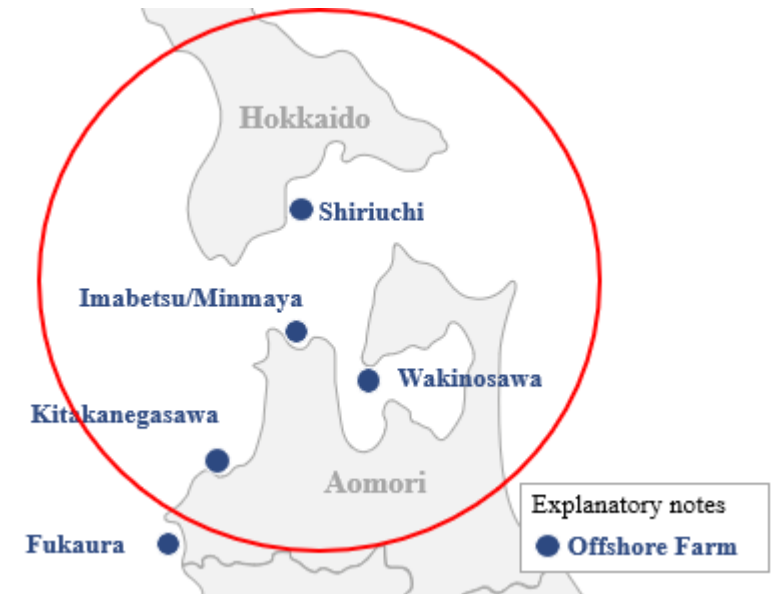 Hokkaido
Shiriuchi
Imabetsu/Minmaya
Wakinosawa
Kitakanegasawa
Aomori
Explanatory notes
Fukaura
Offshore Farm